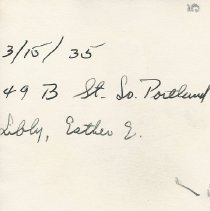 3/15/35
49 B St. So. Portland
Libby, Esther E.